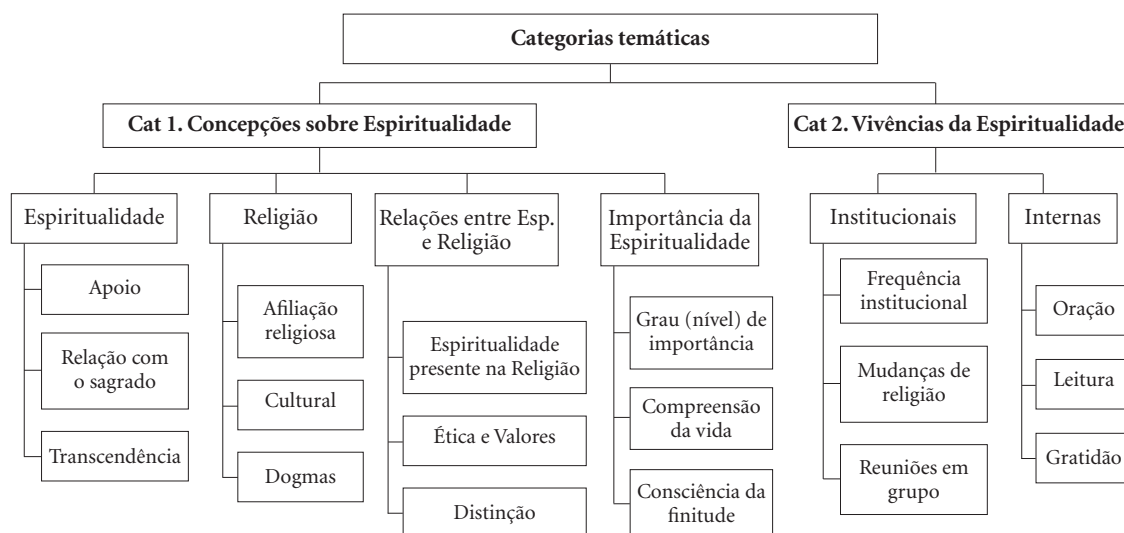 Categorias temáticas
Cat 1. Concepções sobre Espiritualidade
Cat 2. Vivências da Espiritualidade
Espiritualidade
Apoio
Relação com
o sagrado
Transcendência
Religião
Afiliação
religiosa
Cultural
Dogmas
Relações entre Esp.
e Religião
Espiritualidade
presente na Religião
Ética e Valores
Distinção
Importância da
Espiritualidade
Grau (nível) de
importância
Compreensão
da vida
Consciência da
finitude
Institucionais
Frequência
institucional
Mudanças de
religião
Reuniões em
grupo
Internas
Oração
Leitura
Gratidão